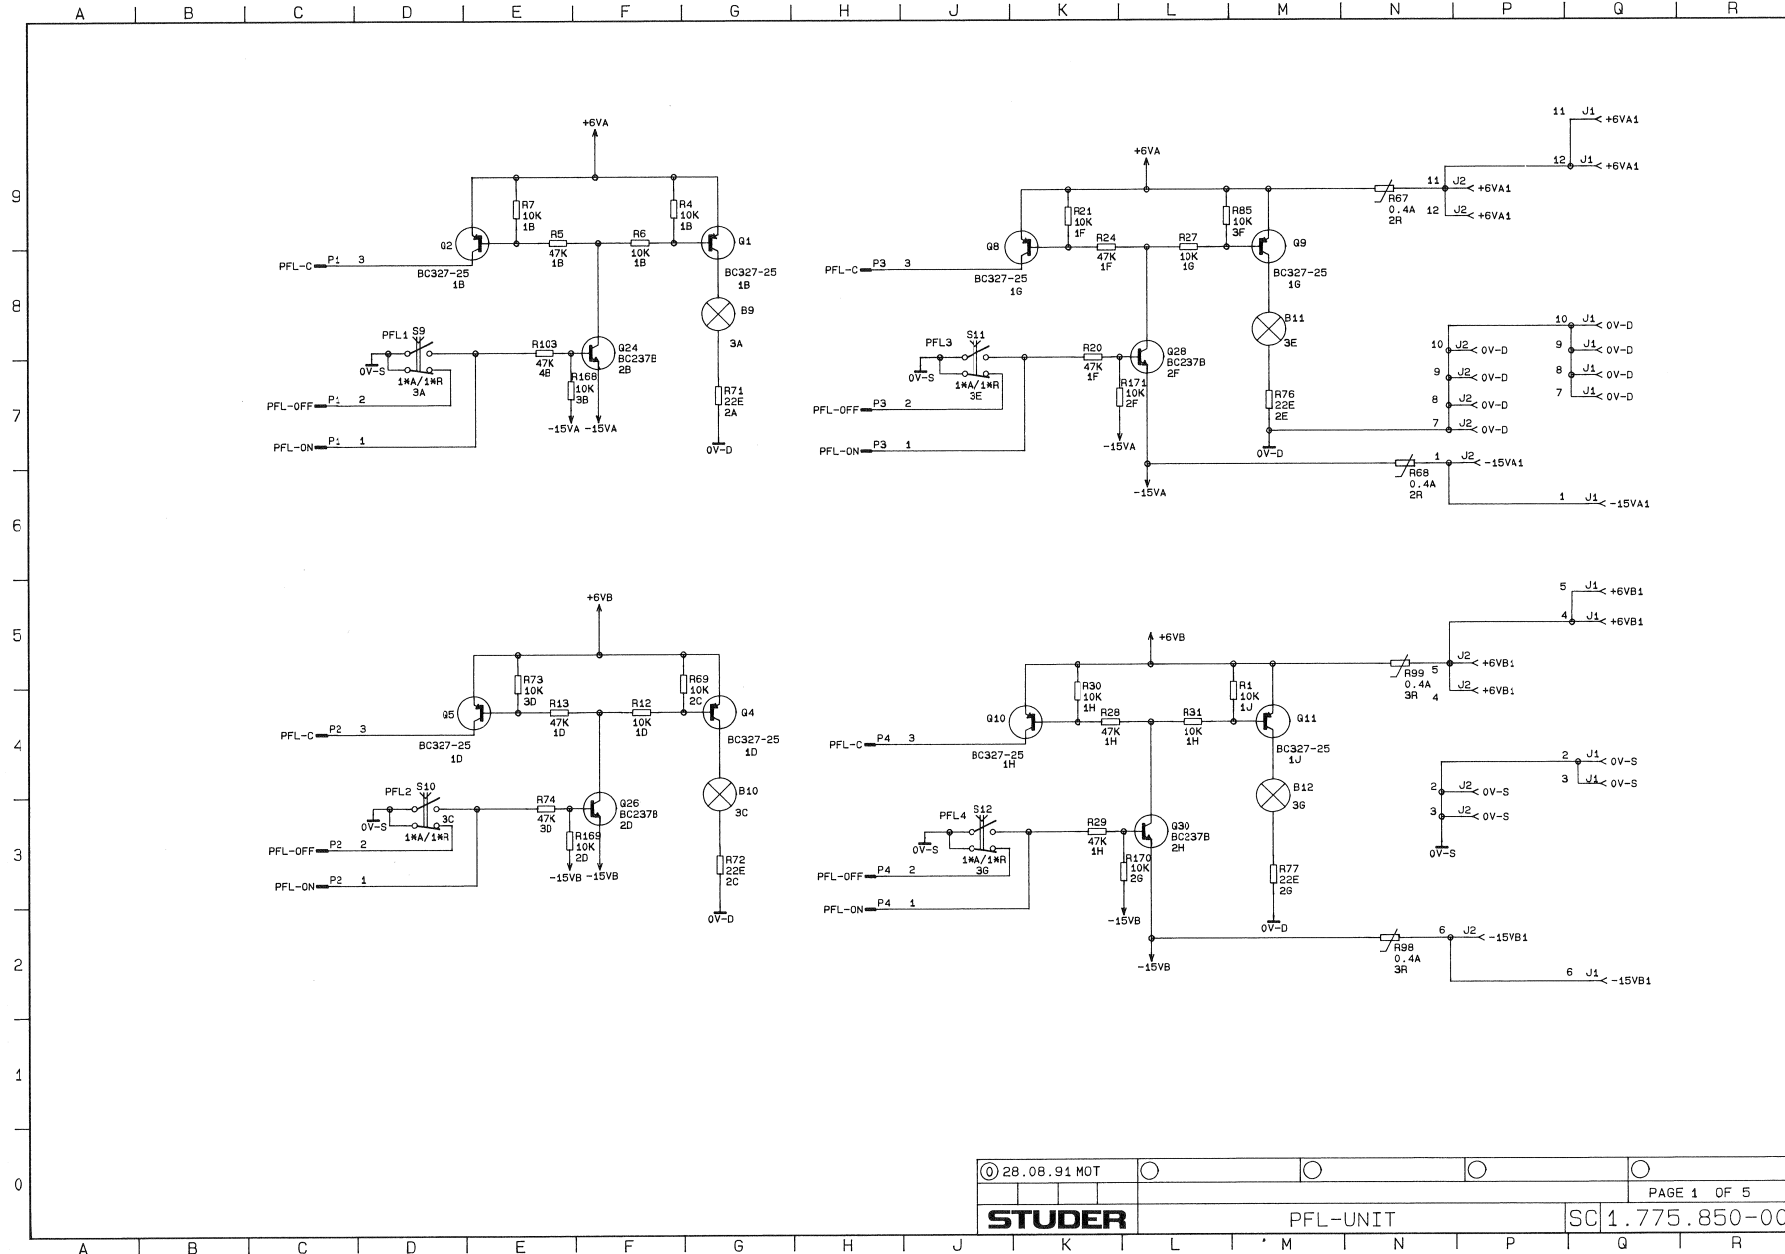 A B C D E F G H J K L M N P Q R
9
8
7
6
5
4
3
2
1
0
+6VA
R7
10K
1B
R4
10K
1B
Q2
R5
47K
1B
R6
10K
1B
Q1
PFL-C P1 3
BC327-25
1B
BC327-25
1B
B9
3A
PFL1 S9
0V-S
1*A/1*R
3A
R103
47K
4B
Q24
BC237B
2B
R168
10K
3B
R71
22E
2A
PFL-OFF P1 2
-15VA -15VA
PFL-ON P1 1
0V-D
+6VA
R21
10K
1F
R85
10K
3F
Q8
R24
47K
1F
R27
10K
1G
Q9
PFL-C P3 3
BC327-25
1G
BC327-25
1G
B11
3E
PFL3 S11
0V-S
1*A/1*R
3E
R20
47K
1F
Q28
BC237B
2F
R171
10K
2F
R76
22E
2E
PFL-OFF P3 2
-15VA
PFL-ON P3 1
0V-D
-15VA
11 J1 +6VA1
12 J1 +6VA1
R67
0.4A
2R
11 J2 +6VA1
12 J2 +6VA1
10 J1 0V-D
9 J1 0V-D
8 J1 0V-D
7 J1 0V-D
10 J2 0V-D
9 J2 0V-D
8 J2 0V-D
7 J2 0V-D
R68
0.4A
2R
1 J2 -15VA1
1 J1 -15VA1
+6VB
R73
10K
3D
R69
10K
2C
Q5
R13
47K
1D
R12
10K
1D
Q4
PFL-C P2 3
BC327-25
1D
BC327-25
1D
B10
3C
PFL2 S10
0V-S
3C
1*A/1*R
R74
47K
3D
Q26
BC237B
2D
R169
10K
2D
R72
22E
2C
PFL-OFF P2 2
-15VB -15VB
PFL-ON P2 1
0V-D
+6VB
R30
10K
1H
R1
10K
1J
Q10
R28
47K
1H
R31
10K
1H
Q11
PFL-C P4 3
BC327-25
1H
BC327-25
1J
B12
3G
PFL4 S12
0V-S
1*A/1*R
3G
R29
47K
1H
Q30
BC237B
2H
R170
10K
2G
R77
22E
2G
PFL-OFF P4 2
PFL-ON P4 1
-15VB
0V-D
-15VB
5 J1 +6VB1
4 J1 +6VB1
R99
0.4A
3R
5 J2 +6VB1
4 J2 +6VB1
2 J1 0V-S
3 J1 0V-S
2 J2 0V-S
3 J2 0V-S
0V-S
R98
0.4A
3R
6 J2 -15VB1
6 J1 -15VB1
0 28.08.91 MOT
PAGE 1 OF 5
STUDER PFL-UNIT SC 1.775.850-00
A B C D E F G H J K L M N P Q R